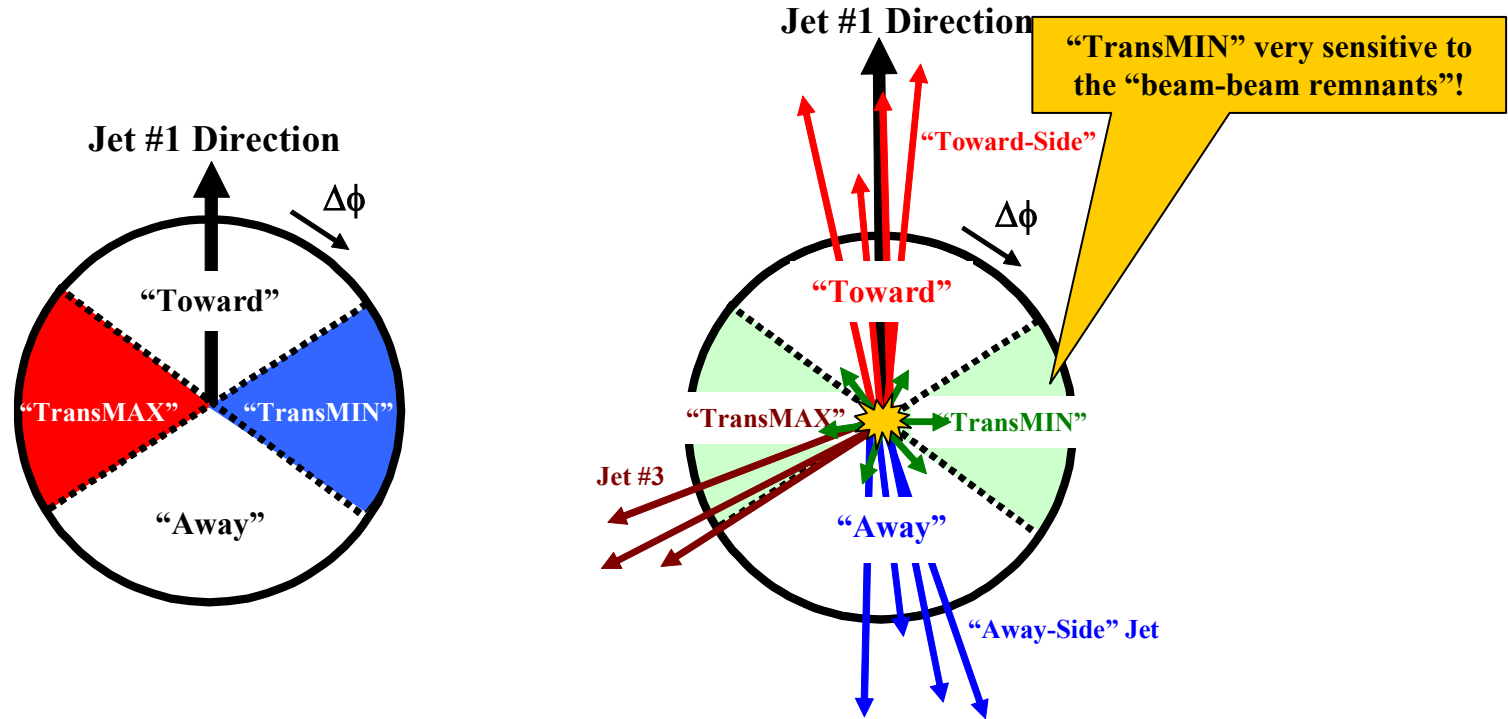 Jet #1 Direction
Δϕ
“Toward”
“TransMAX”
“TransMIN”
“Away”
Jet #1 Direction
“TransMIN” very sensitive to
the “beam-beam remnants”!
“Toward-Side”
Δϕ
“Toward”
“TransMAX”
“TransMIN”
Jet #3
“Away”
“Away-Side” Jet